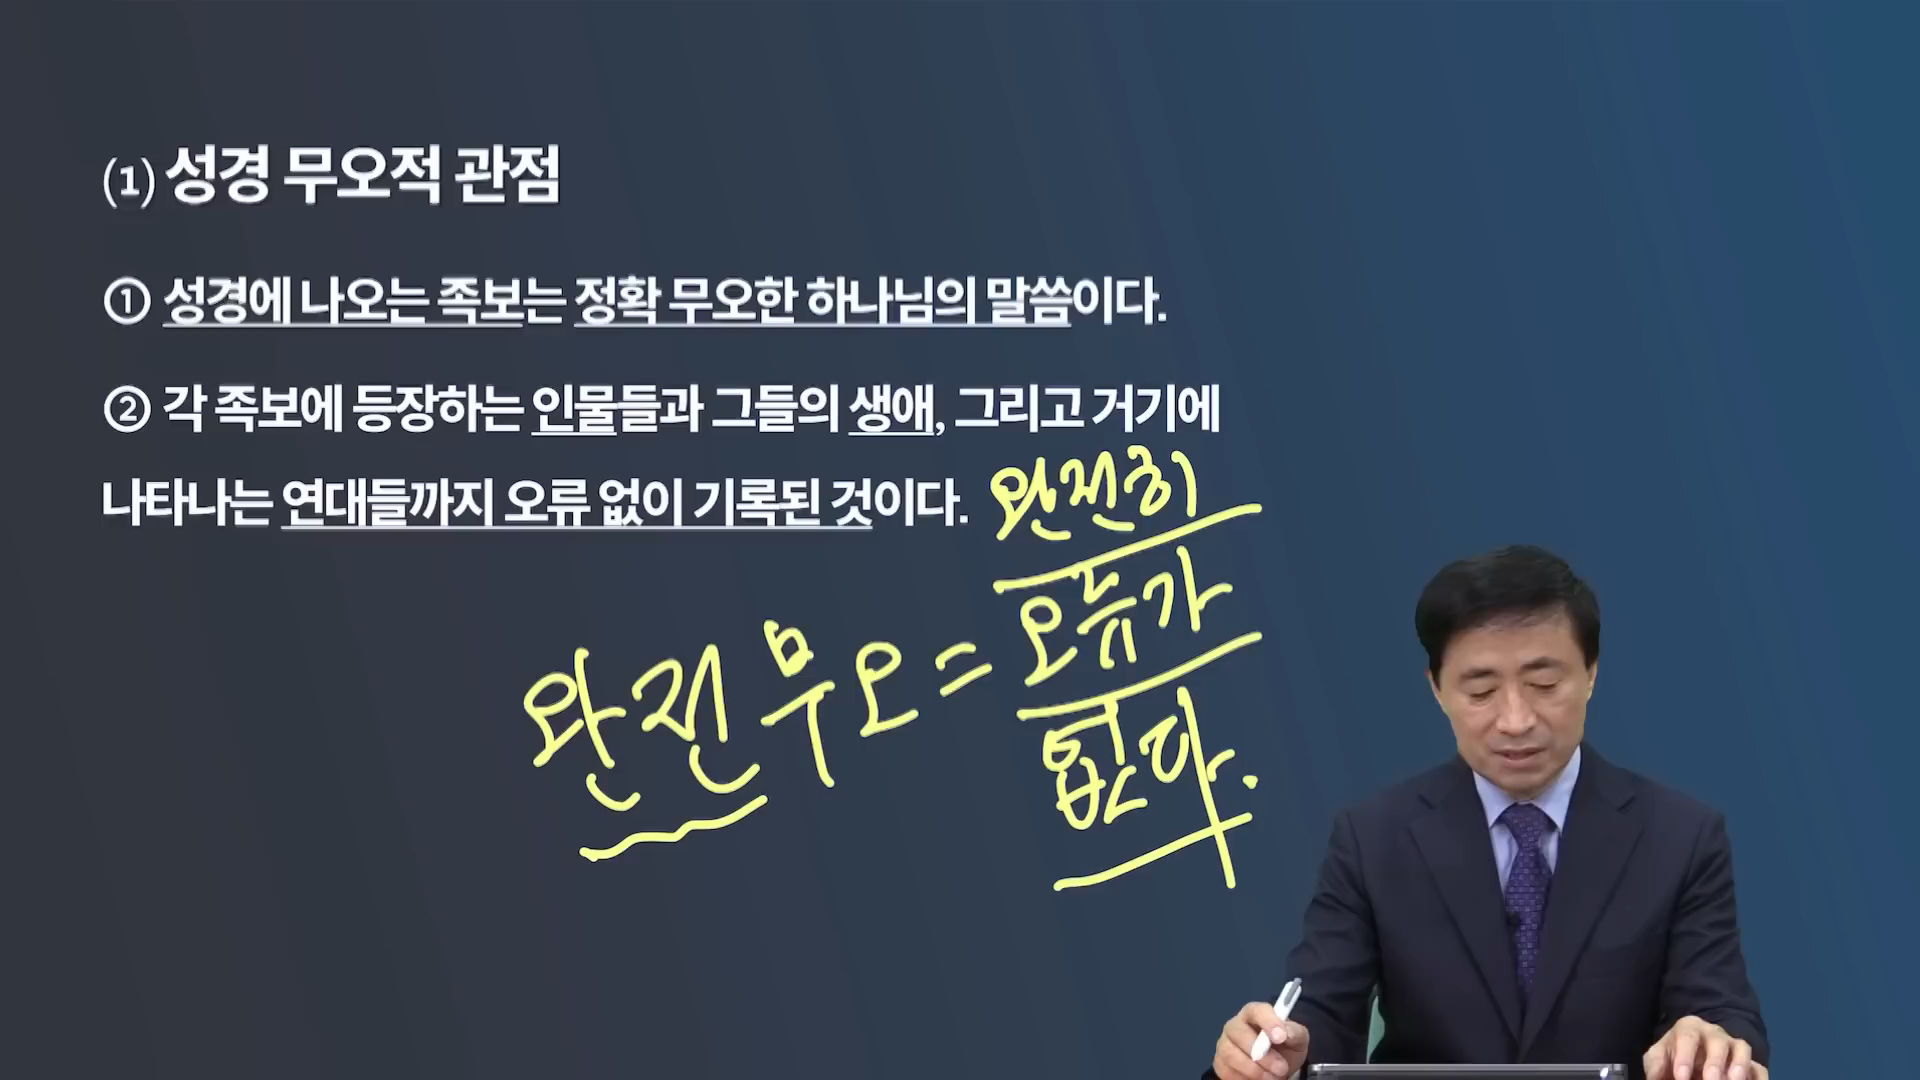 (1) 성경 무오적 관점
① 성경에 나오는 족보는 정확 무오한 하나님의 말씀이다.
② 각 족보에 등장하는 인물들과 그들의 생애, 그리고 거기에
나타나는 연대들까지 오류 없이 기록된 것이다.
완전무오 = 완전히
오류가
없다.